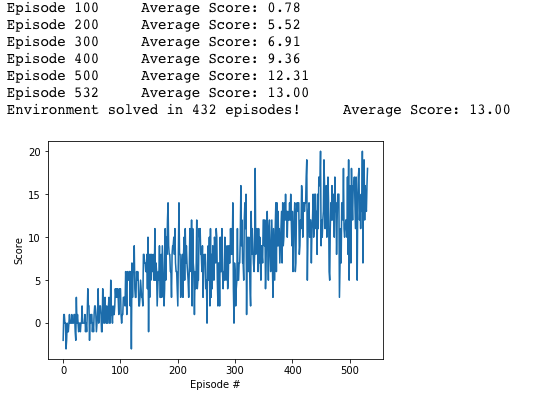 Episode 100 Average Score: 0.78
Episode 200 Average Score: 5.52
Episode 300 Average Score: 6.91
Episode 400 Average Score: 9.36
Episode 500 Average Score: 12.31
Episode 532 Average Score: 13.00
Environment solved in 432 episodes! Average Score: 13.00
20
15
10
5
0
Score
0 100 200 300 400 500
Episode #